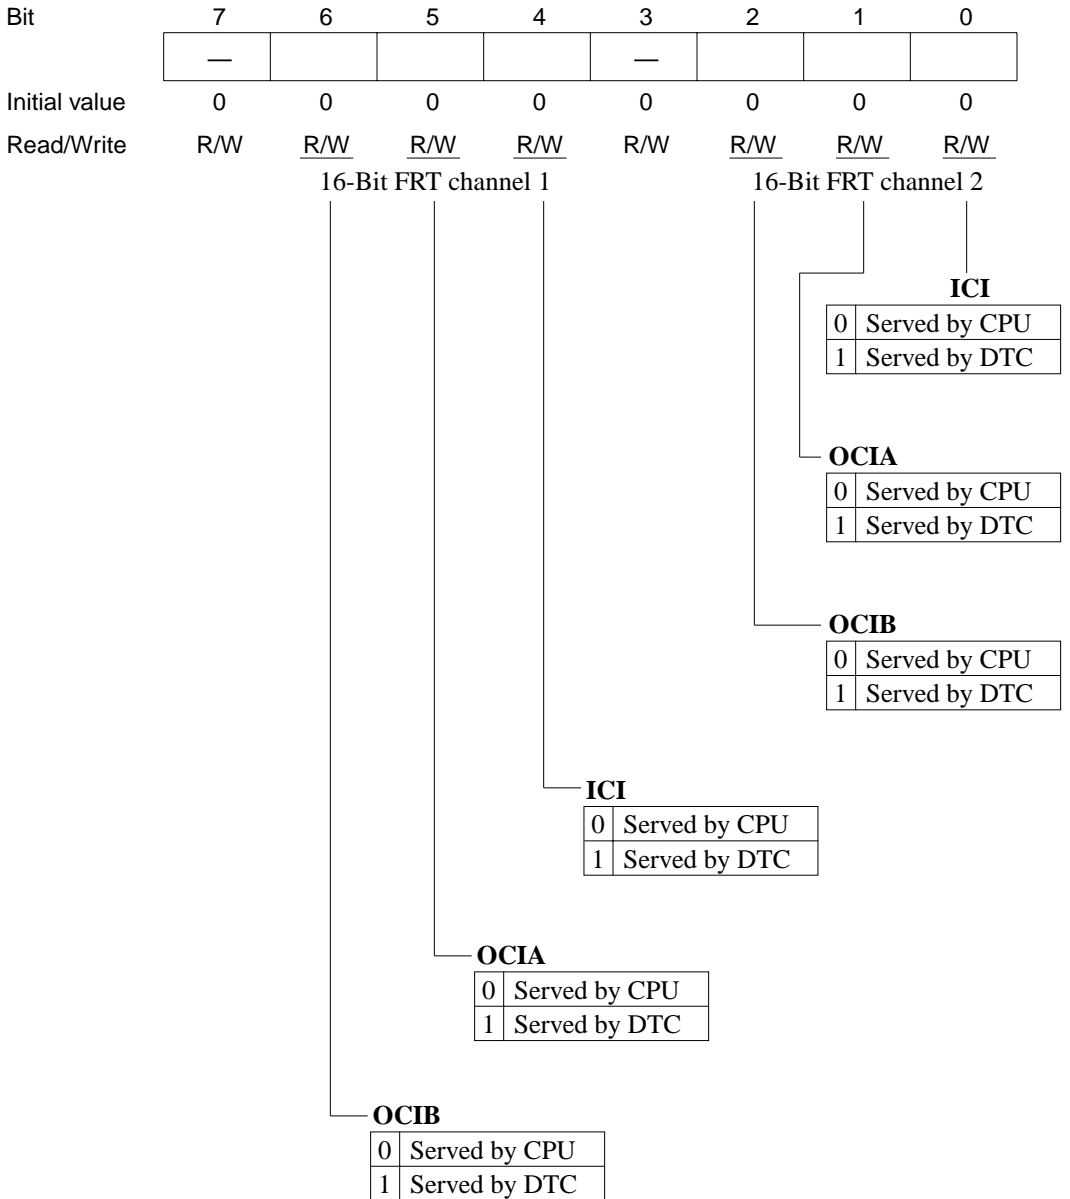 Bit 7 6 5 4 3 2 1 0
— —
Initial value 0 0 0 0 0 0 0 0
Read/Write R/W R/W R/W R/W R/W R/W R/W R/W
16-Bit FRT channel 1 16-Bit FRT channel 2
ICI
0 Served by CPU
1 Served by DTC
OCIA
0 Served by CPU
1 Served by DTC
OCIB
0 Served by CPU
1 Served by DTC
ICI
0 Served by CPU
1 Served by DTC
OCIA
0 Served by CPU
1 Served by DTC
OCIB
0 Served by CPU
1 Served by DTC